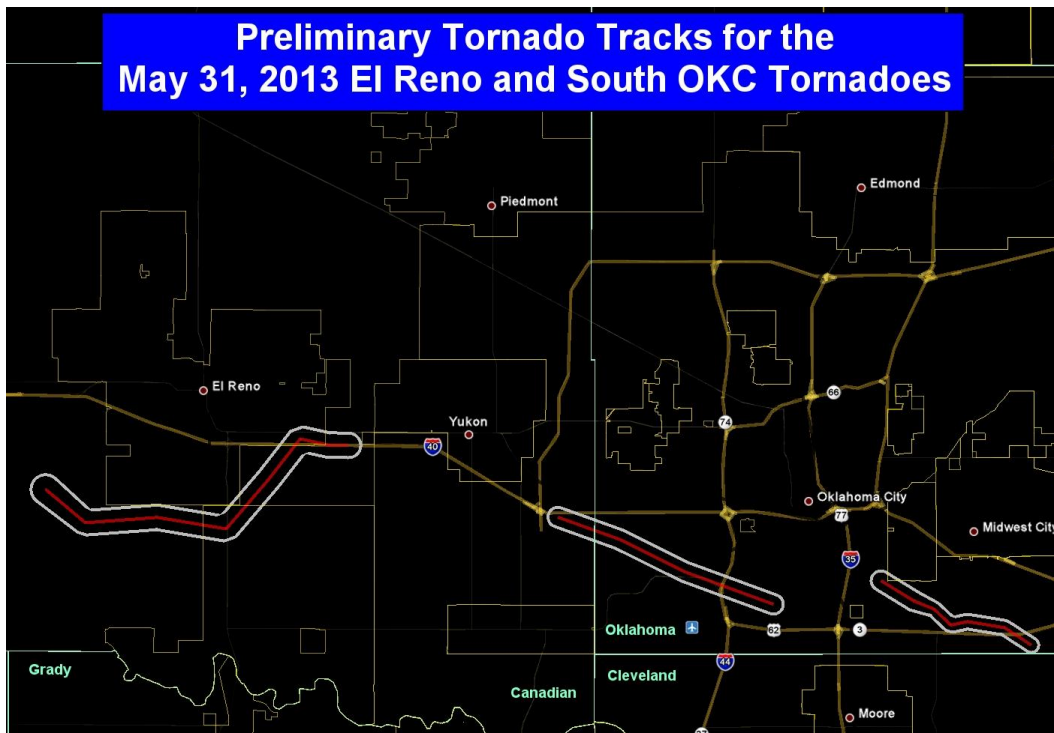 Preliminary Tornado Tracks for the
May 31, 2013 El Reno and South OKC Tornadoes
Edmond
Piedmont
El Reno
66
74
Yukon
40
Oklahoma City
77
Midwest City
35
Oklahoma
62
3
44
Grady
Cleveland
Canadian
Moore